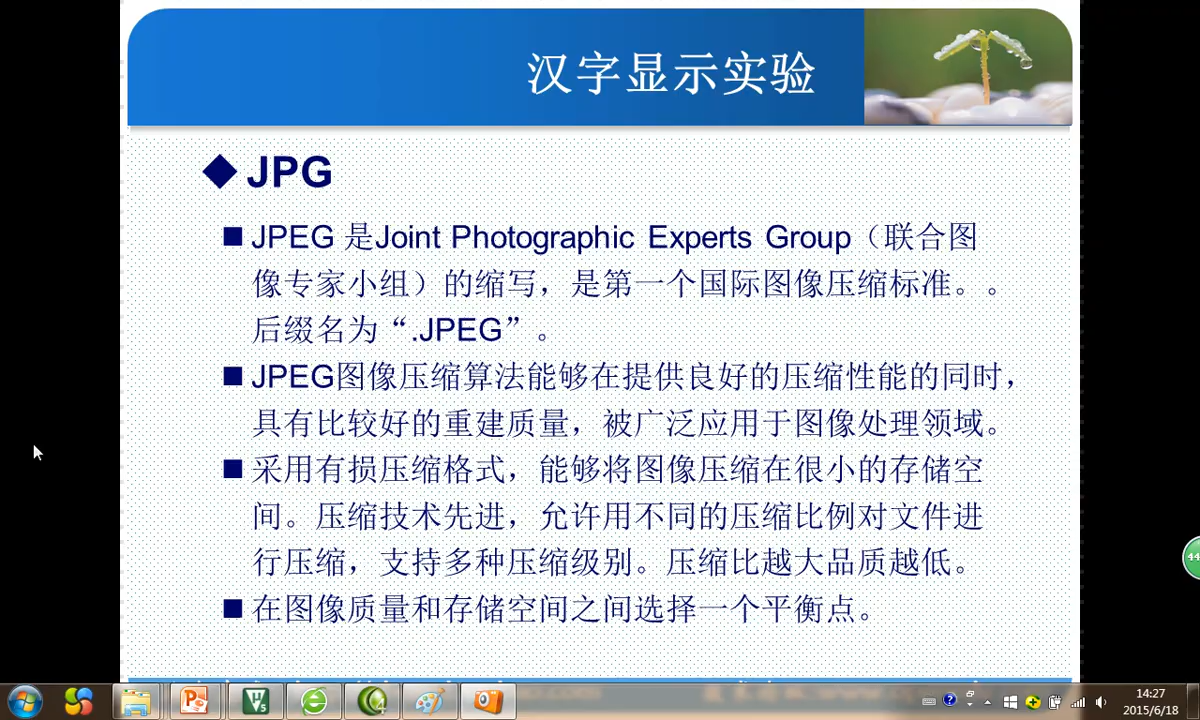 汉字显示实验
JPG
JPEG 是Joint Photographic Experts Group（联合图
像专家小组）的缩写，是第一个国际图像压缩标准。。
后缀名为“.JPEG”。
JPEG图像压缩算法能够在提供良好的压缩性能的同时，
具有比较好的重建质量，被广泛应用于图像处理领域。
采用有损压缩格式，能够将图像压缩在很小的存储空
间。压缩技术先进，允许用不同的压缩比例对文件进
行压缩，支持多种压缩级别。压缩比越大品质越低。
在图像质量和存储空间之间选择一个平衡点。
44
14:27
2015/6/18